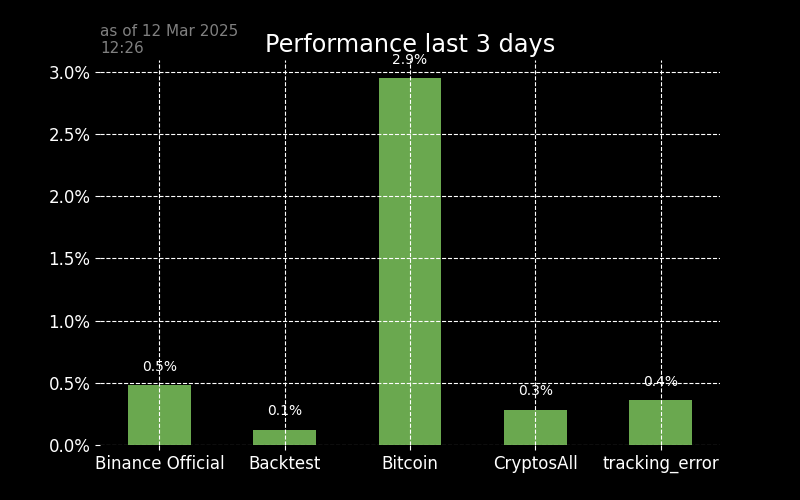 as of 12 Mar 2025
12:26
Performance last 3 days
3.0%
2.5%
2.0%
1.5%
1.0%
0.5%
0.0%
0.5%
0.1%
2.9%
0.3%
0.4%
Binance Official
Backtest
Bitcoin
CryptosAll
tracking_error